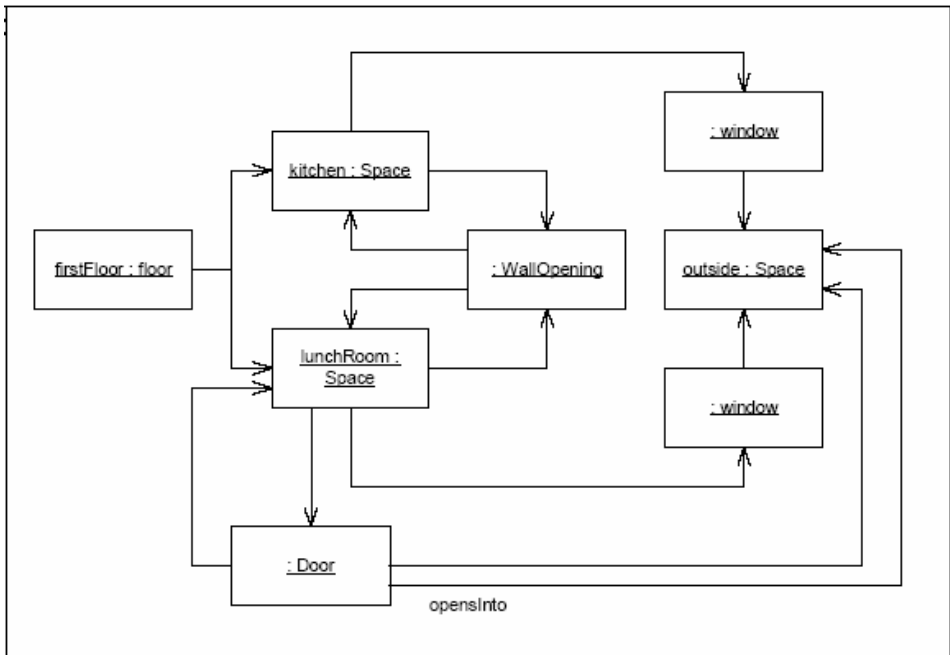 : window
kitchen : Space
firstFloor : floor
: WallOpening
outside : Space
lunchRoom :
Space
: window
: Door
opensInto